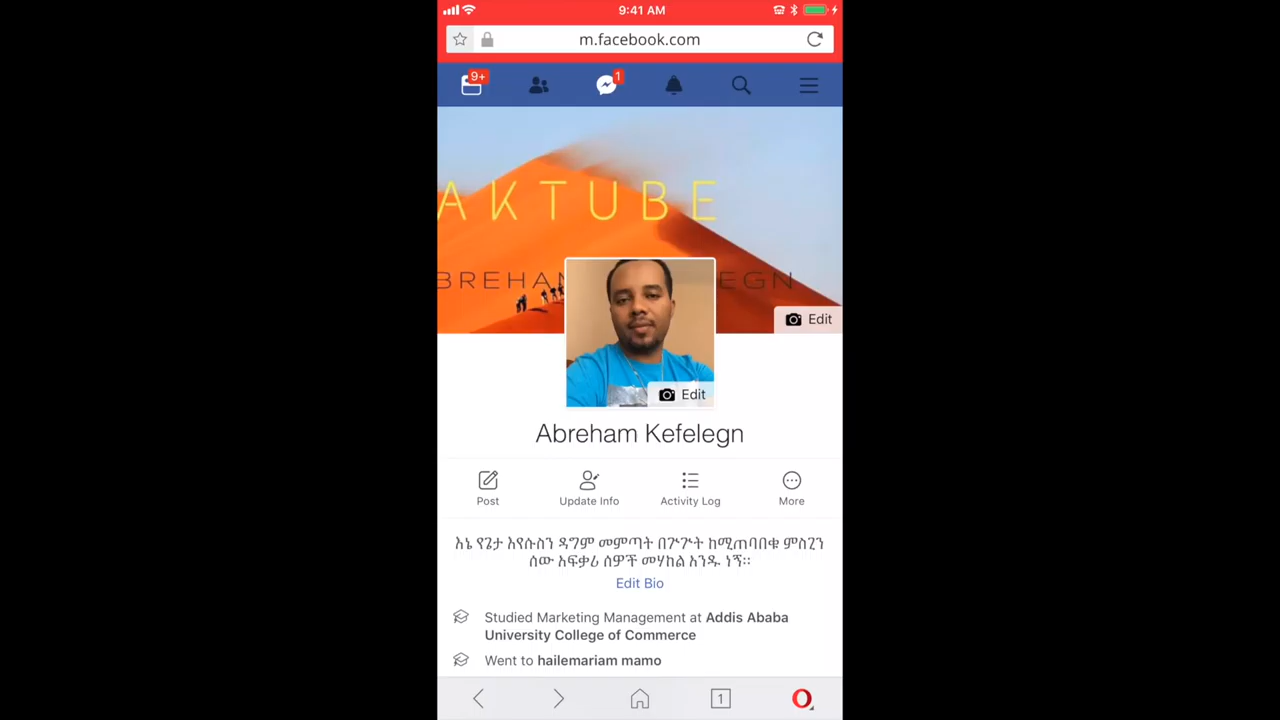 9:41 AM
m.facebook.com
9+
1
AKTUBE
BREHAM
EGN
Edit
Edit
Abreham Kefelegn
Post
Update Info
Activity Log
More
እኔ የጌታ እየሱስን ዳግም መምጣት በጉጉት ከሚጠባበቁ ምስጊን
ሰው አፍቃሪ ሰዎች መሃከል አንዱ ነኝ፡፡
Edit Bio
Studied Marketing Management at Addis Ababa
University College of Commerce
Went to hailemariam mamo
1